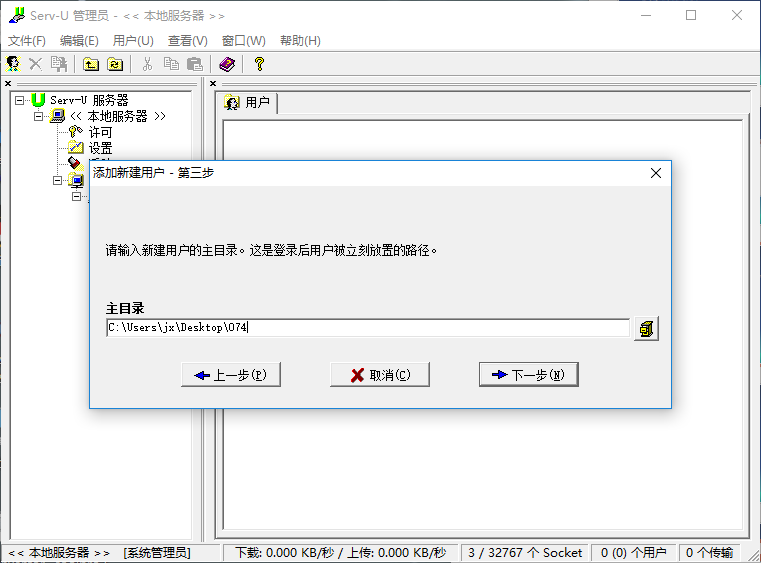 Serv-U 管理员 - << 本地服务器 >>
文件(F) 编辑(E) 用户(U) 查看(V) 窗口(W) 帮助(H)
Serv-U 服务器
<< 本地服务器 >>
许可
设置
用户
添加新建用户 - 第三步
请输入新建用户的主目录。这是登录后用户被立刻放置的路径。
主目录
C:\Users\jx\Desktop\074
上一步(P) 取消(C) 下一步(N)
<< 本地服务器 >> [系统管理员] 下载: 0.000 KB/秒 / 上传: 0.000 KB/秒 3 / 32767 个 Socket 0 (0) 个用户 0 个传输